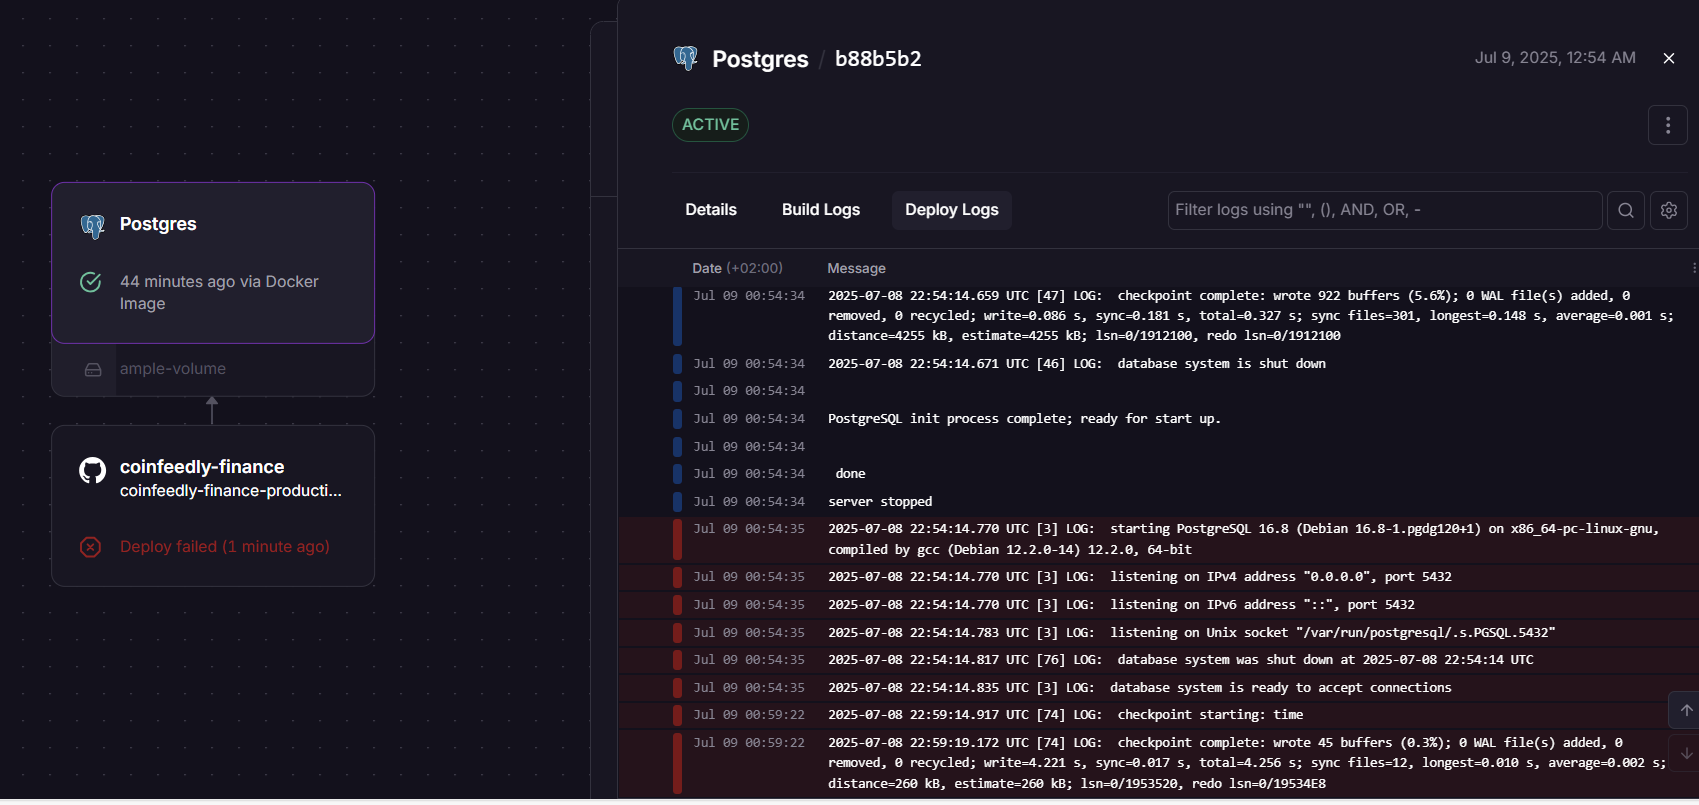 Postgres
44 minutes ago via Docker
Image
ample-volume
coinfeedly-finance
coinfeedly-finance-producti...
Deploy failed (1 minute ago)
Postgres / b88b5b2
Jul 9, 2025, 12:54 AM
ACTIVE
Details Build Logs Deploy Logs
Filter logs using "", (), AND, OR, -
Date (+02:00) Message
Jul 09 00:54:34 2025-07-08 22:54:14.659 UTC [47] LOG: checkpoint complete: wrote 922 buffers (5.6%); 0 WAL file(s) added, 0
removed, 0 recycled; write=0.086 s, sync=0.181 s, total=0.327 s; sync files=301, longest=0.148 s, average=0.001 s;
distance=4255 kB, estimate=4255 kB; lsn=0/1912100, redo lsn=0/1912100
Jul 09 00:54:34 2025-07-08 22:54:14.671 UTC [46] LOG: database system is shut down
Jul 09 00:54:34
Jul 09 00:54:34 PostgreSQL init process complete; ready for start up.
Jul 09 00:54:34
Jul 09 00:54:34 done
Jul 09 00:54:34 server stopped
Jul 09 00:54:35 2025-07-08 22:54:14.770 UTC [3] LOG: starting PostgreSQL 16.8 (Debian 16.8-1.pgdg120+1) on x86_64-pc-linux-gnu,
compiled by gcc (Debian 12.2.0-14) 12.2.0, 64-bit
Jul 09 00:54:35 2025-07-08 22:54:14.770 UTC [3] LOG: listening on IPv4 address "0.0.0.0", port 5432
Jul 09 00:54:35 2025-07-08 22:54:14.770 UTC [3] LOG: listening on IPv6 address "::", port 5432
Jul 09 00:54:35 2025-07-08 22:54:14.783 UTC [3] LOG: listening on Unix socket "/var/run/postgresql/.s.PGSQL.5432"
Jul 09 00:54:35 2025-07-08 22:54:14.817 UTC [76] LOG: database system was shut down at 2025-07-08 22:54:14 UTC
Jul 09 00:54:35 2025-07-08 22:54:14.835 UTC [3] LOG: database system is ready to accept connections
Jul 09 00:59:22 2025-07-08 22:59:14.917 UTC [74] LOG: checkpoint starting: time
Jul 09 00:59:22 2025-07-08 22:59:19.172 UTC [74] LOG: checkpoint complete: wrote 45 buffers (0.3%); 0 WAL file(s) added, 0
removed, 0 recycled; write=4.221 s, sync=0.017 s, total=4.256 s; sync files=12, longest=0.010 s, average=0.002 s;
distance=260 kB, estimate=260 kB; lsn=0/1953520, redo lsn=0/19534E8